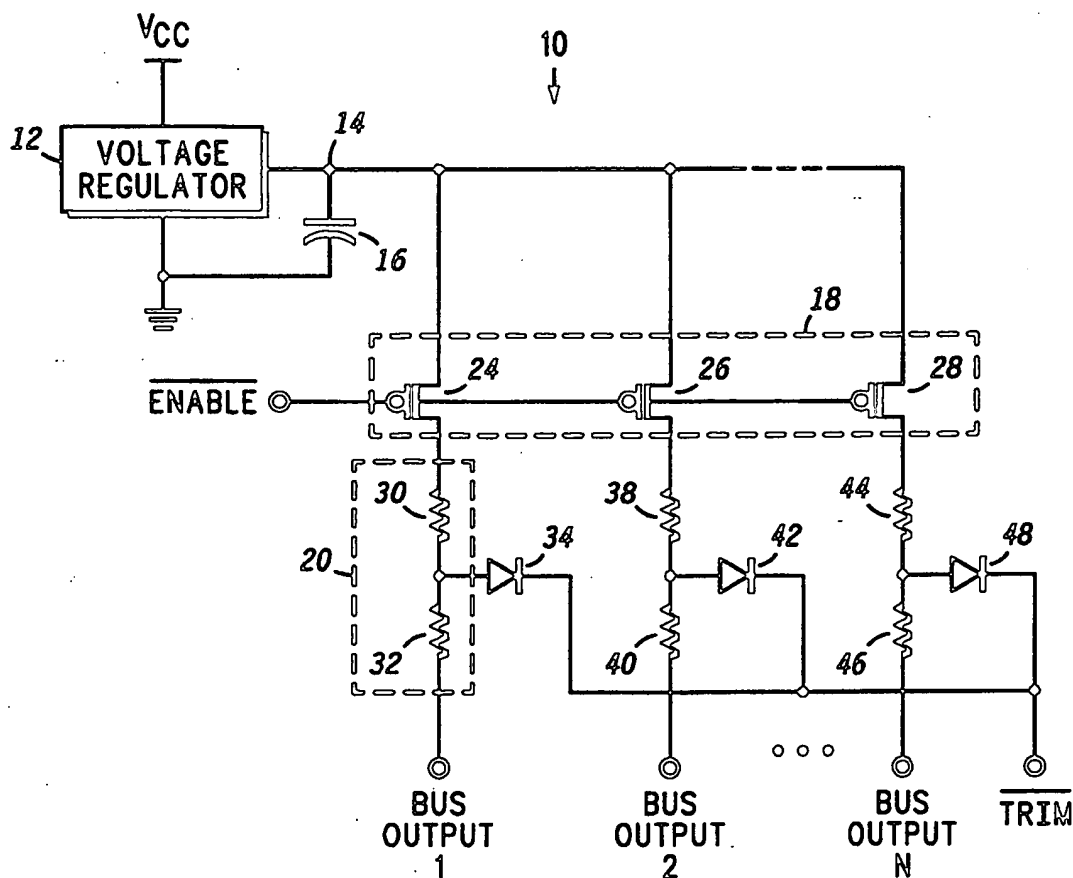 VCC
10
12
VOLTAGE
REGULATOR
14
16
18
ENABLE
24
26
28
20
30
34
32
38
42
40
44
48
46
BUS
OUTPUT
1
BUS
OUTPUT
2
BUS
OUTPUT
N
TRIM